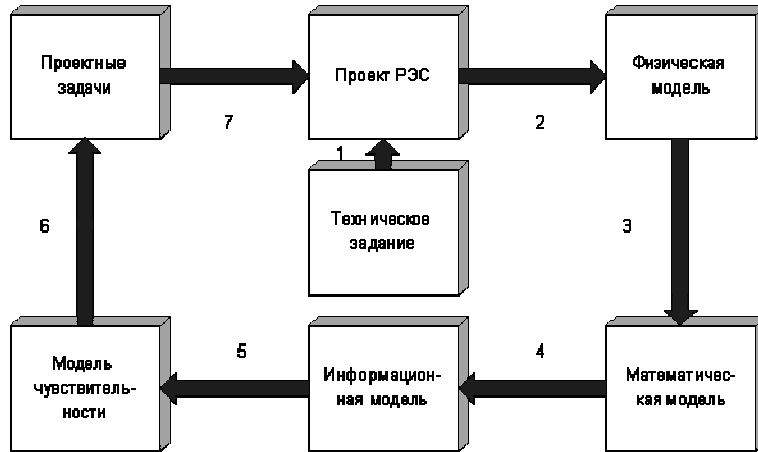 Проектные
задачи
Проект РЭС
Физическая
модель
7
2
1
Техническое
задание
6
3
5
4
Модель
чувствитель-
ности
Информацион-
ная модель
Математичес-
кая модель